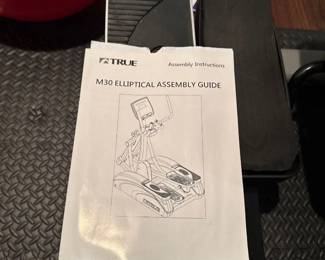 TRUE
Assembly Instructions
M30 ELLIPTICAL ASSEMBLY GUIDE